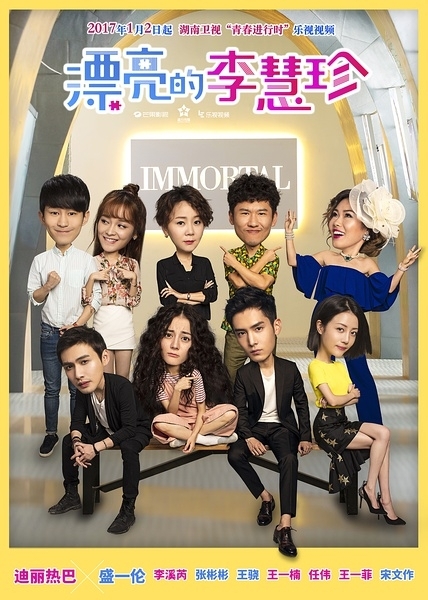 2017年1月2日起 湖南卫视“青春进行时”乐视视频
漂亮的李慧珍
IMMORTAL
迪丽热巴 × 盛一伦 李溪芮 张彬彬 王骁 王一楠 任伟 王一菲 宋文作